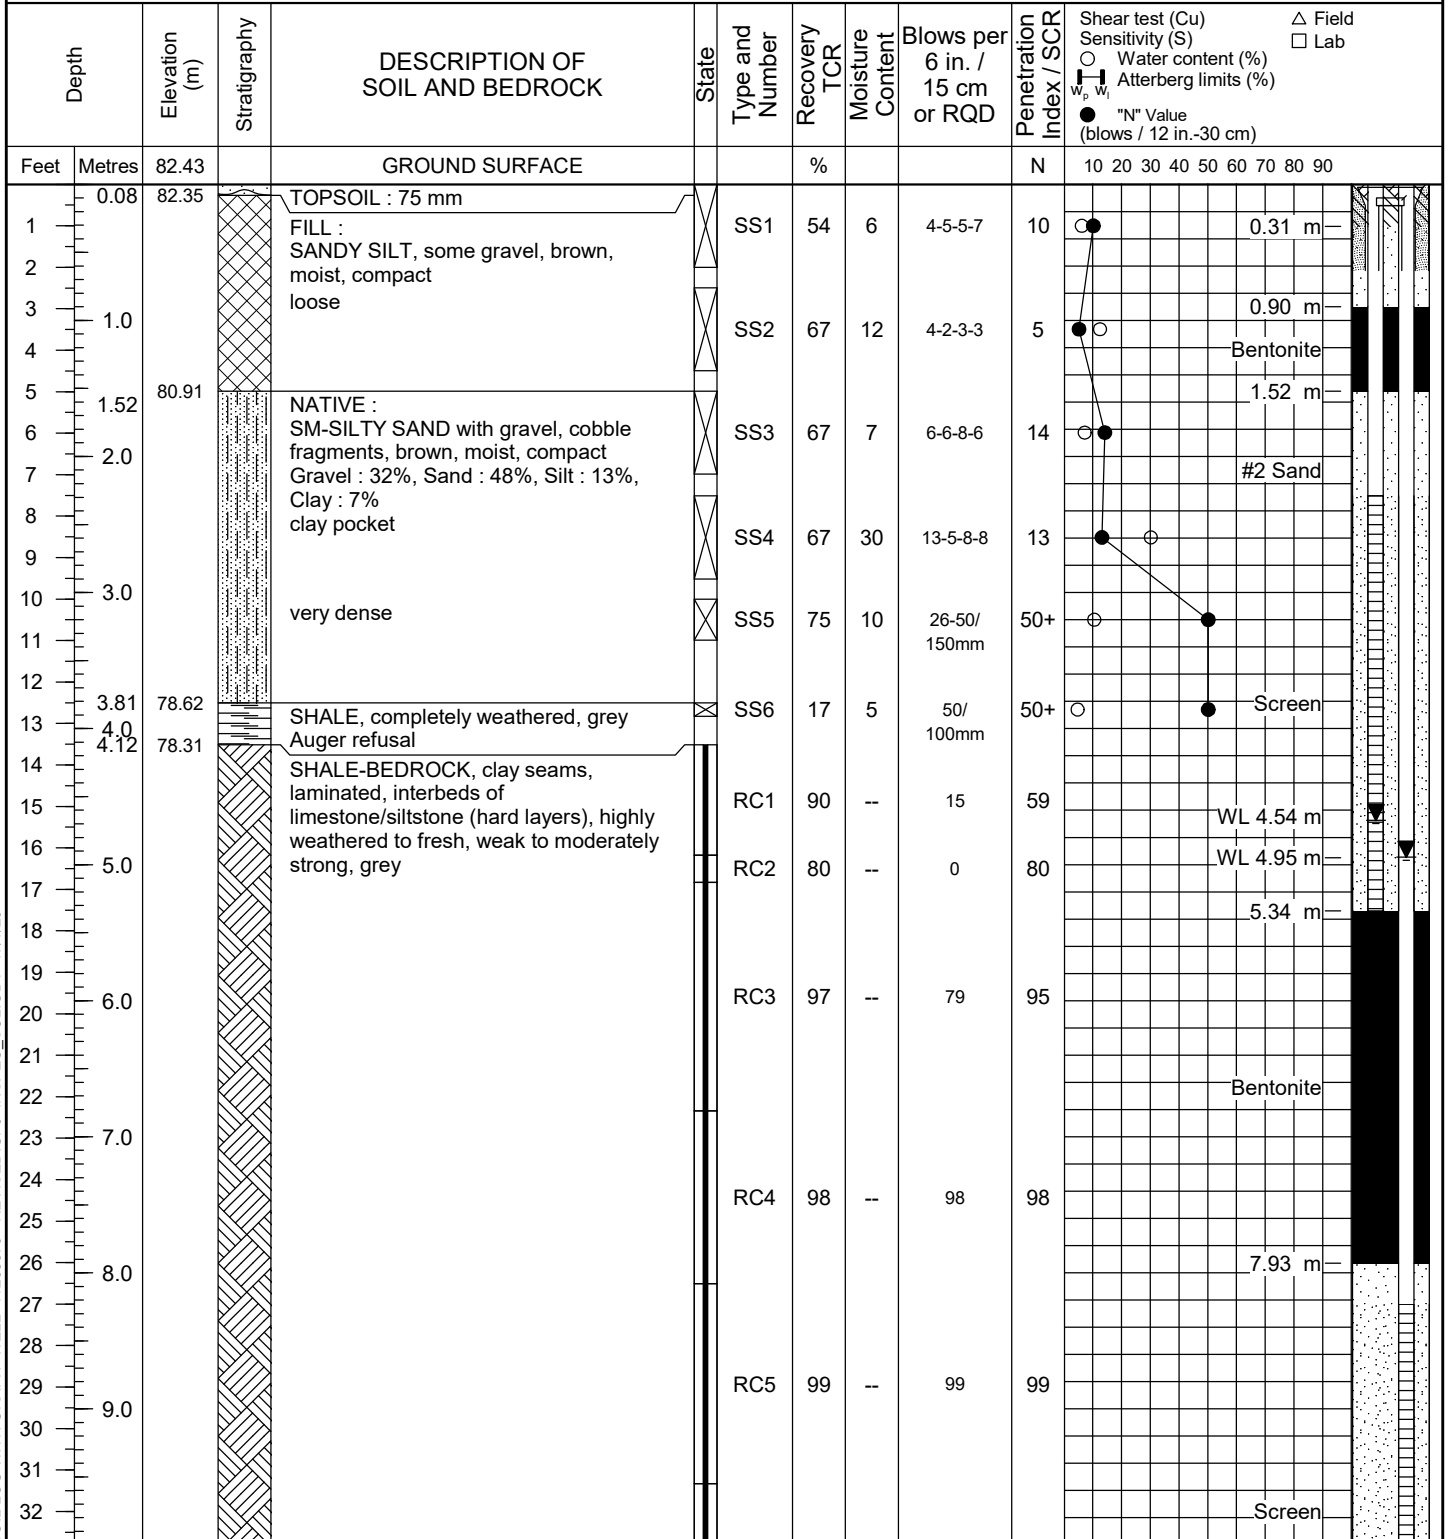 Depth
Elevation (m)
Stratigraphy
DESCRIPTION OF
SOIL AND BEDROCK
State
Type and Number
Recovery TCR
Moisture Content
Blows per
6 in. /
15 cm
or RQD
Penetration Index / SCR
Shear test (Cu)
Sensitivity (S)
△ Field
□ Lab
○ Water content (%)
Wp Wl Atterberg limits (%)
● "N" Value
(blows / 12 in.-30 cm)
Feet Metres 82.43 GROUND SURFACE % N 10 20 30 40 50 60 70 80 90
0.08 82.35 TOPSOIL : 75 mm
1 FILL : SS1 54 6 4-5-5-7 10 0.31 m
SANDY SILT, some gravel, brown,
2 moist, compact
3 loose 0.90 m
1.0 SS2 67 12 4-2-3-3 5
4 Bentonite
5 80.91 1.52 m
1.52 NATIVE :
6 SM-SILTY SAND with gravel, cobble SS3 67 7 6-6-8-6 14
2.0 fragments, brown, moist, compact
7 Gravel : 32%, Sand : 48%, Silt : 13%, #2 Sand
Clay : 7%
8 clay pocket
SS4 67 30 13-5-8-8 13
9
3.0
10 very dense SS5 75 10 26-50/ 50+
11 150mm
12
3.81 78.62 Screen
13 SHALE, completely weathered, grey SS6 17 5 50/ 50+
4.0 Auger refusal 100mm
4.12 78.31
14 SHALE-BEDROCK, clay seams,
laminated, interbeds of RC1 90 -- 15 59
15 limestone/siltstone (hard layers), highly WL 4.54 m
16 weathered to fresh, weak to moderately WL 4.95 m
5.0 strong, grey RC2 80 -- 0 80
17
5.34 m
18
19
6.0 RC3 97 -- 79 95
20
21
22 Bentonite
23 7.0
24
RC4 98 -- 98 98
25
26 7.93 m
8.0
27
28
29 RC5 99 -- 99 99
9.0
30
31
32 Screen